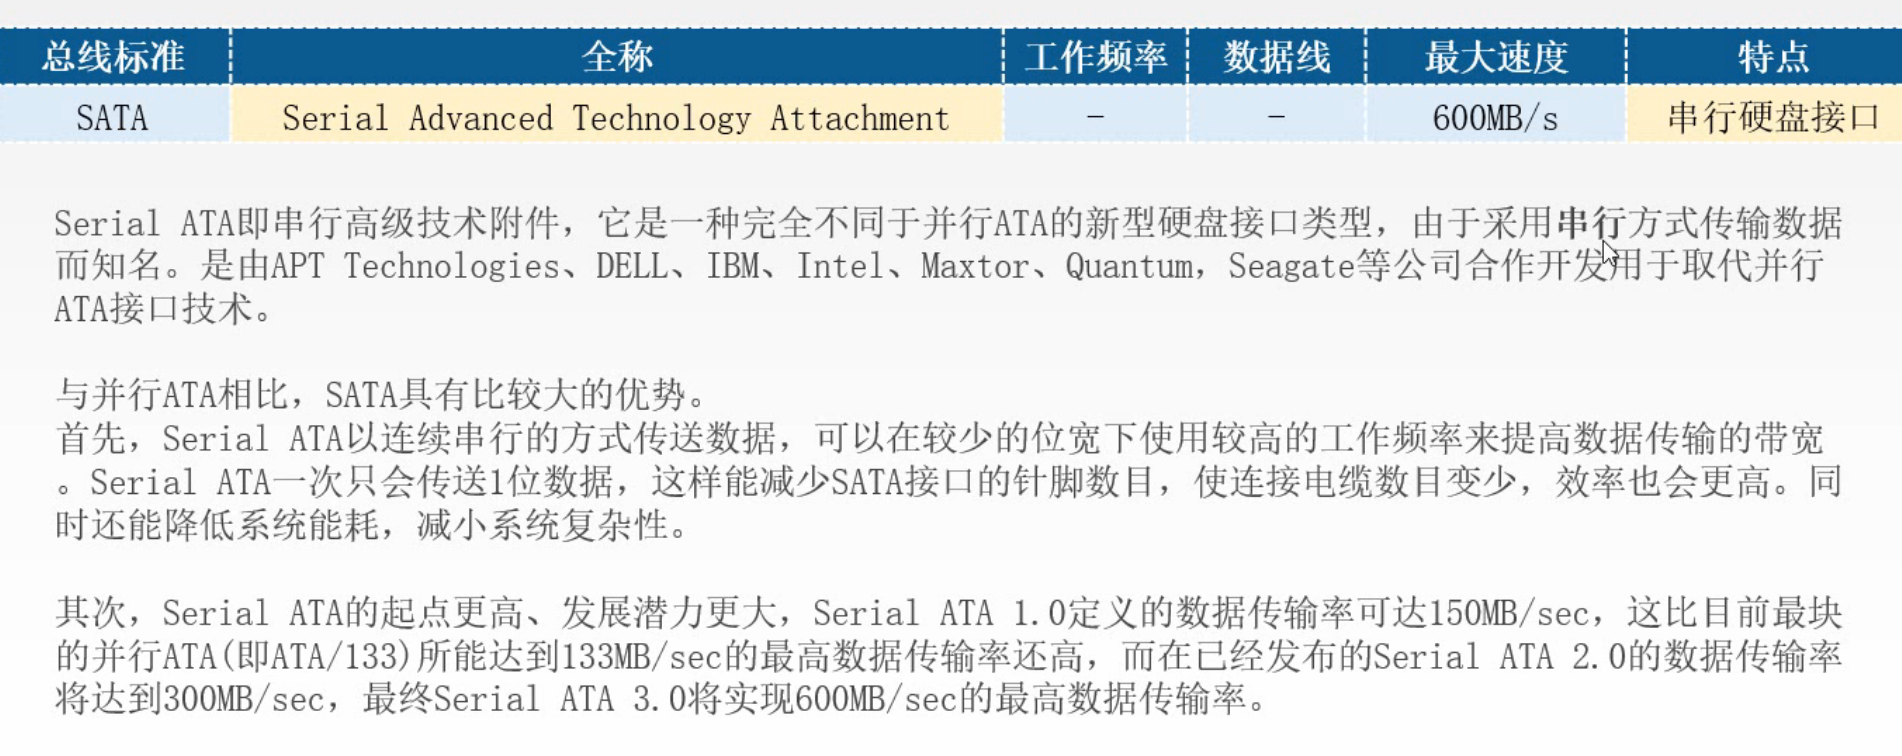 总线标准 全称 工作频率 数据线 最大速度 特点
SATA Serial Advanced Technology Attachment - - 600MB/s 串行硬盘接口
Serial ATA即串行高级技术附件，它是一种完全不同于并行ATA的新型硬盘接口类型，由于采用串行方式传输数据
而知名。是由APT Technologies、DELL、IBM、Intel、Maxtor、Quantum，Seagate等公司合作开发用于取代并行
ATA接口技术。
与并行ATA相比，SATA具有比较大的优势。
首先，Serial ATA以连续串行的方式传送数据，可以在较少的位宽下使用较高的工作频率来提高数据传输的带宽
。Serial ATA一次只会传送1位数据，这样能减少SATA接口的针脚数目，使连接电缆数目变少，效率也会更高。同
时还能降低系统能耗，减小系统复杂性。
其次，Serial ATA的起点更高、发展潜力更大，Serial ATA 1.0定义的数据传输率可达150MB/sec，这比目前最块
的并行ATA(即ATA/133)所能达到133MB/sec的最高数据传输率还高，而在已经发布的Serial ATA 2.0的数据传输率
将达到300MB/sec，最终Serial ATA 3.0将实现600MB/sec的最高数据传输率。